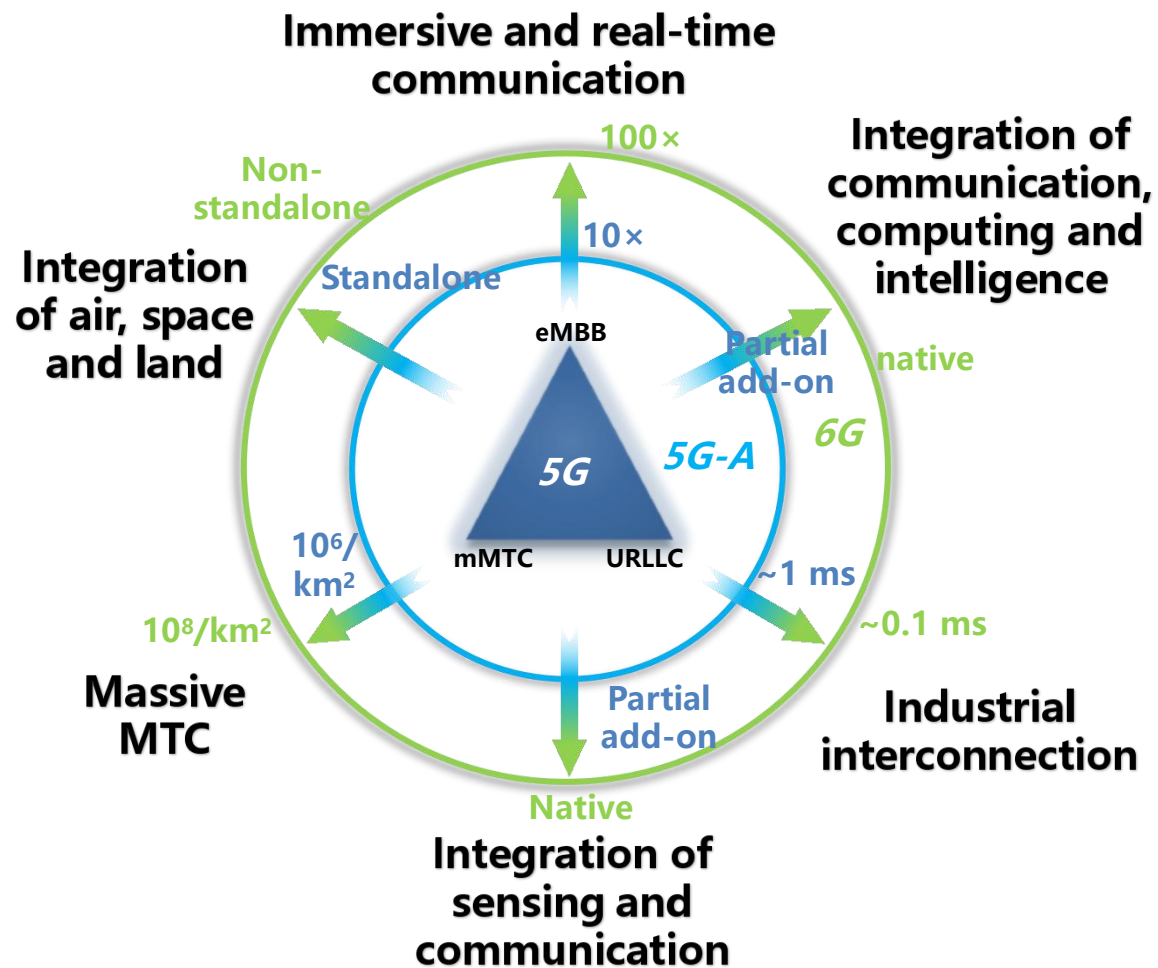 Immersive and real-time
communication
100×
Integration of
communication,
computing and
intelligence
Non-
standalone
10×
Integration
of air, space
and land
Standalone
eMBB
Partial
add-on
native
6G
5G-A
5G
mMTC
URLLC
10⁶/
km²
~1 ms
10⁸/km²
~0.1 ms
Massive
MTC
Partial
add-on
Industrial
interconnection
Native
Integration of
sensing and
communication